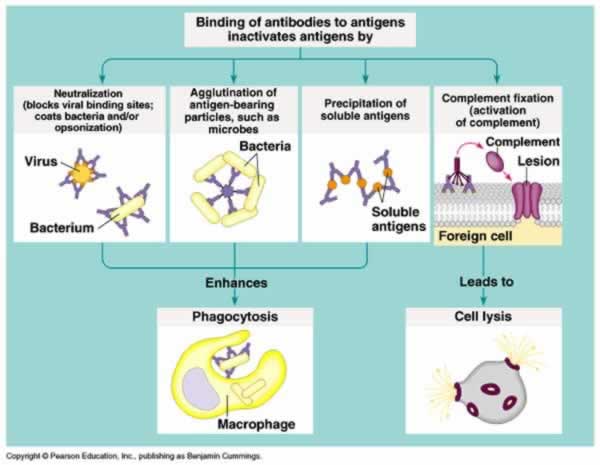 Binding of antibodies to antigens
inactivates antigens by
Neutralization
(blocks viral binding sites;
coats bacteria and/or
opsonization)
Virus
Bacterium
Agglutination of
antigen-bearing
particles, such as
microbes
Bacteria
Precipitation of
soluble antigens
Soluble
antigens
Complement fixation
(activation
of complement)
Complement
Lesion
Foreign cell
Enhances
Leads to
Phagocytosis
Macrophage
Cell lysis
Copyright © Pearson Education, Inc., publishing as Benjamin Cummings.